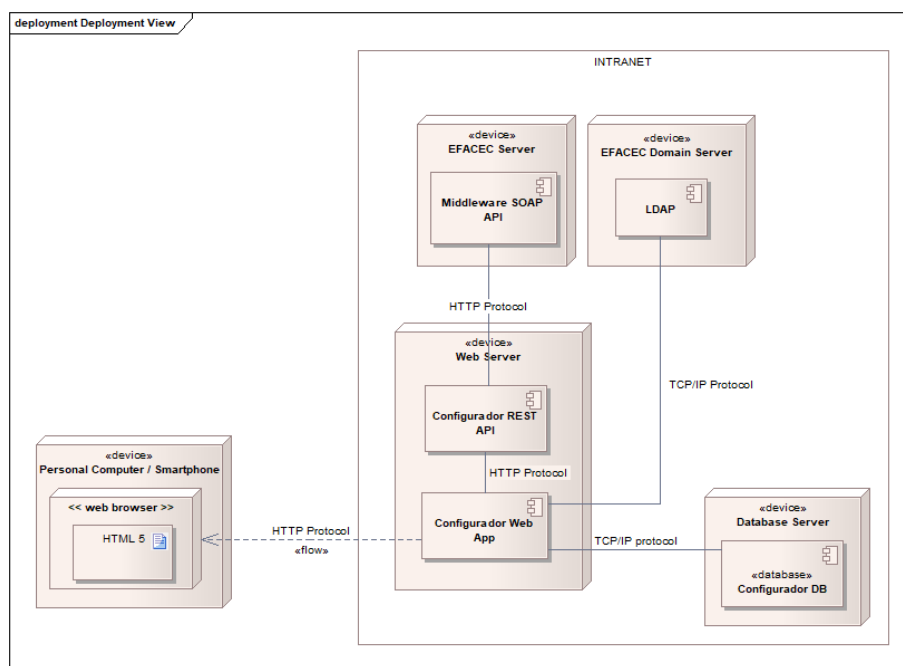 deployment Deployment View
INTRANET
«device»
EFACEC Server
Middleware SOAP
API
«device»
EFACEC Domain Server
LDAP
HTTP Protocol
«device»
Web Server
Configurador REST
API
TCP/IP Protocol
HTTP Protocol
Configurador Web
App
«device»
Personal Computer / Smartphone
<< web browser >>
HTML 5
HTTP Protocol
«flow»
TCP/IP protocol
«device»
Database Server
«database»
Configurador DB